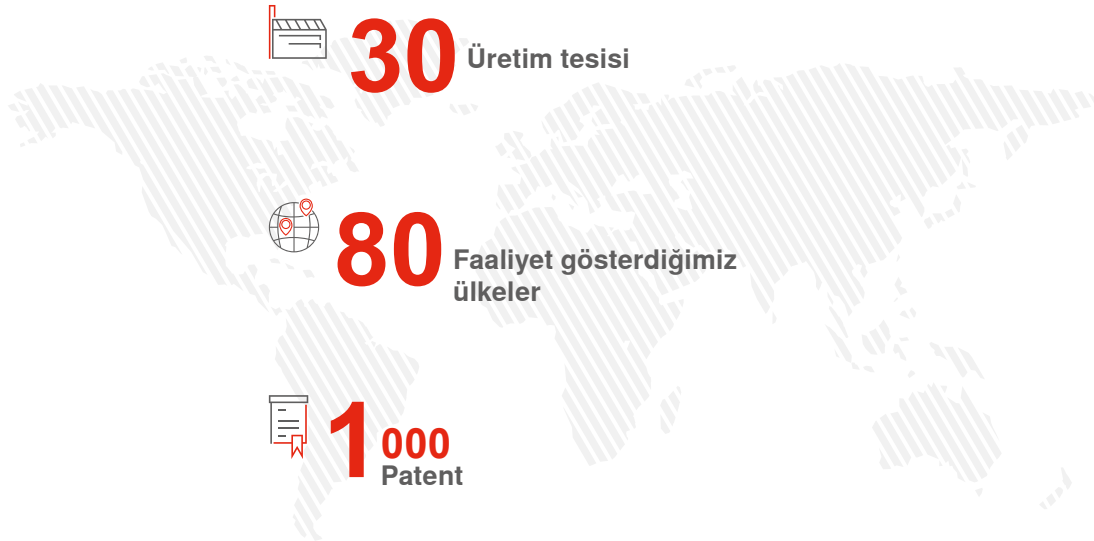 30 Üretim tesisi
80 Faaliyet gösterdiğimiz
ülkeler
1 000
Patent